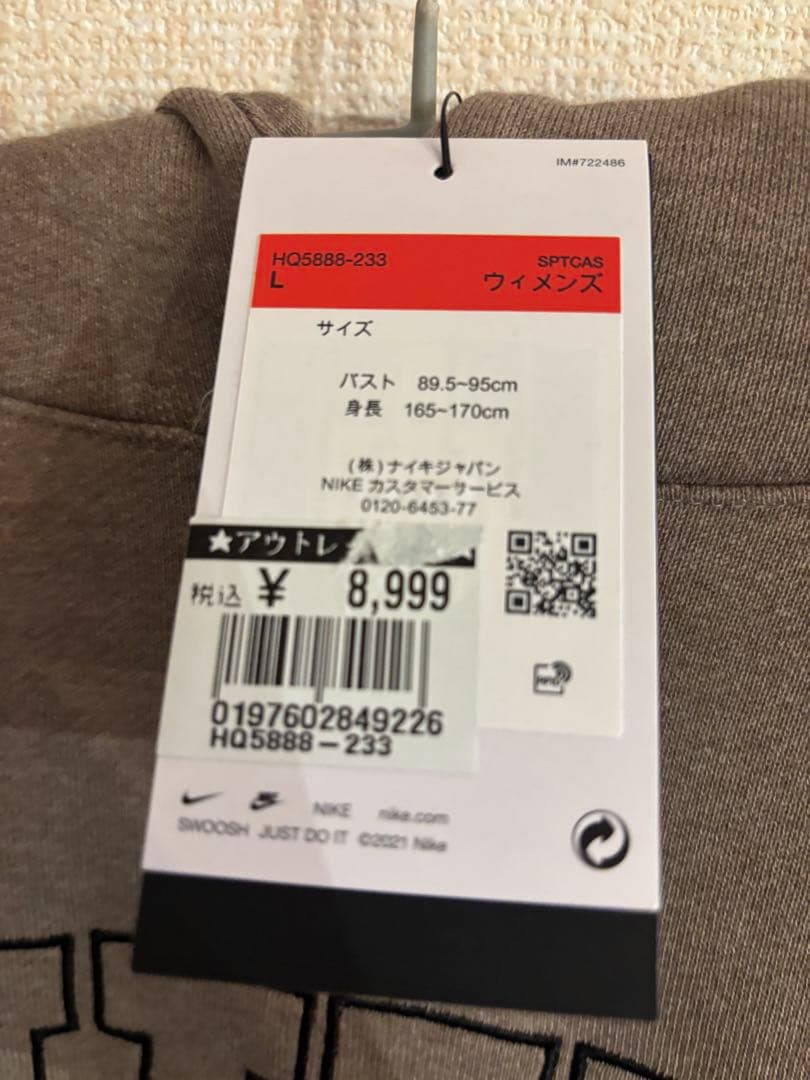 IM#722486
HQ5888-233 SPTCAS
L ウィメンズ
サイズ
バスト 89.5~95cm
身長 165~170cm
(株)ナイキジャパン
NIKE カスタマーサービス
0120-6453-77
★アウトレ
税込 ¥ 8,999
0197602849226
HQ5888-233
NIKE nike.com
SWOOSH JUST DO IT ©2021 Nike